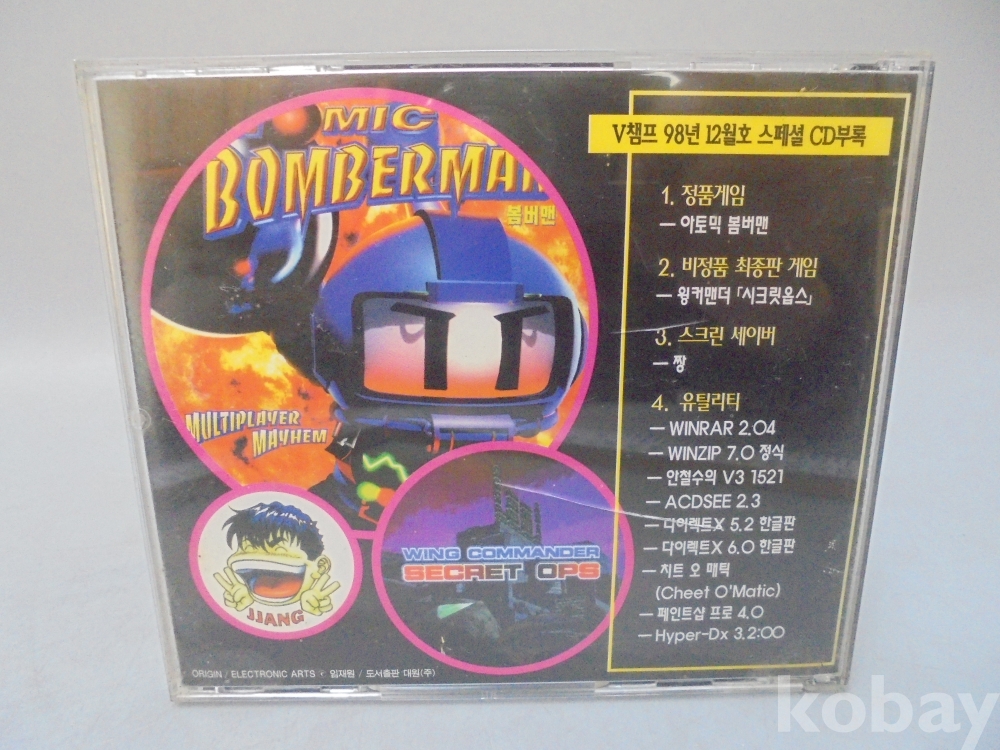 MIC
BOMBERMAN
봄버맨
MULTIPLAYER
MAYHEM
JJANG
WING COMMANDER
SECRET OPS
ORIGIN / ELECTRONIC ARTS • 임재원 / 도서출판 대원(주)
V챔프 98년 12월호 스페셜 CD부록
1. 정품게임
– 아토믹 봄버맨
2. 비정품 최종판 게임
– 윙커맨더 「시크릿옵스」
3. 스크린 세이버
– 짱
4. 유틸리티
– WINRAR 2.04
– WINZIP 7.0 정식
– 안철수의 V3 1521
– ACDSEE 2.3
– 다이렉트X 5.2 한글판
– 다이렉트X 6.0 한글판
– 치트 오 매틱
(Cheet O'Matic)
– 페인트샵 프로 4.0
– Hyper-Dx 3.2:00
kobay